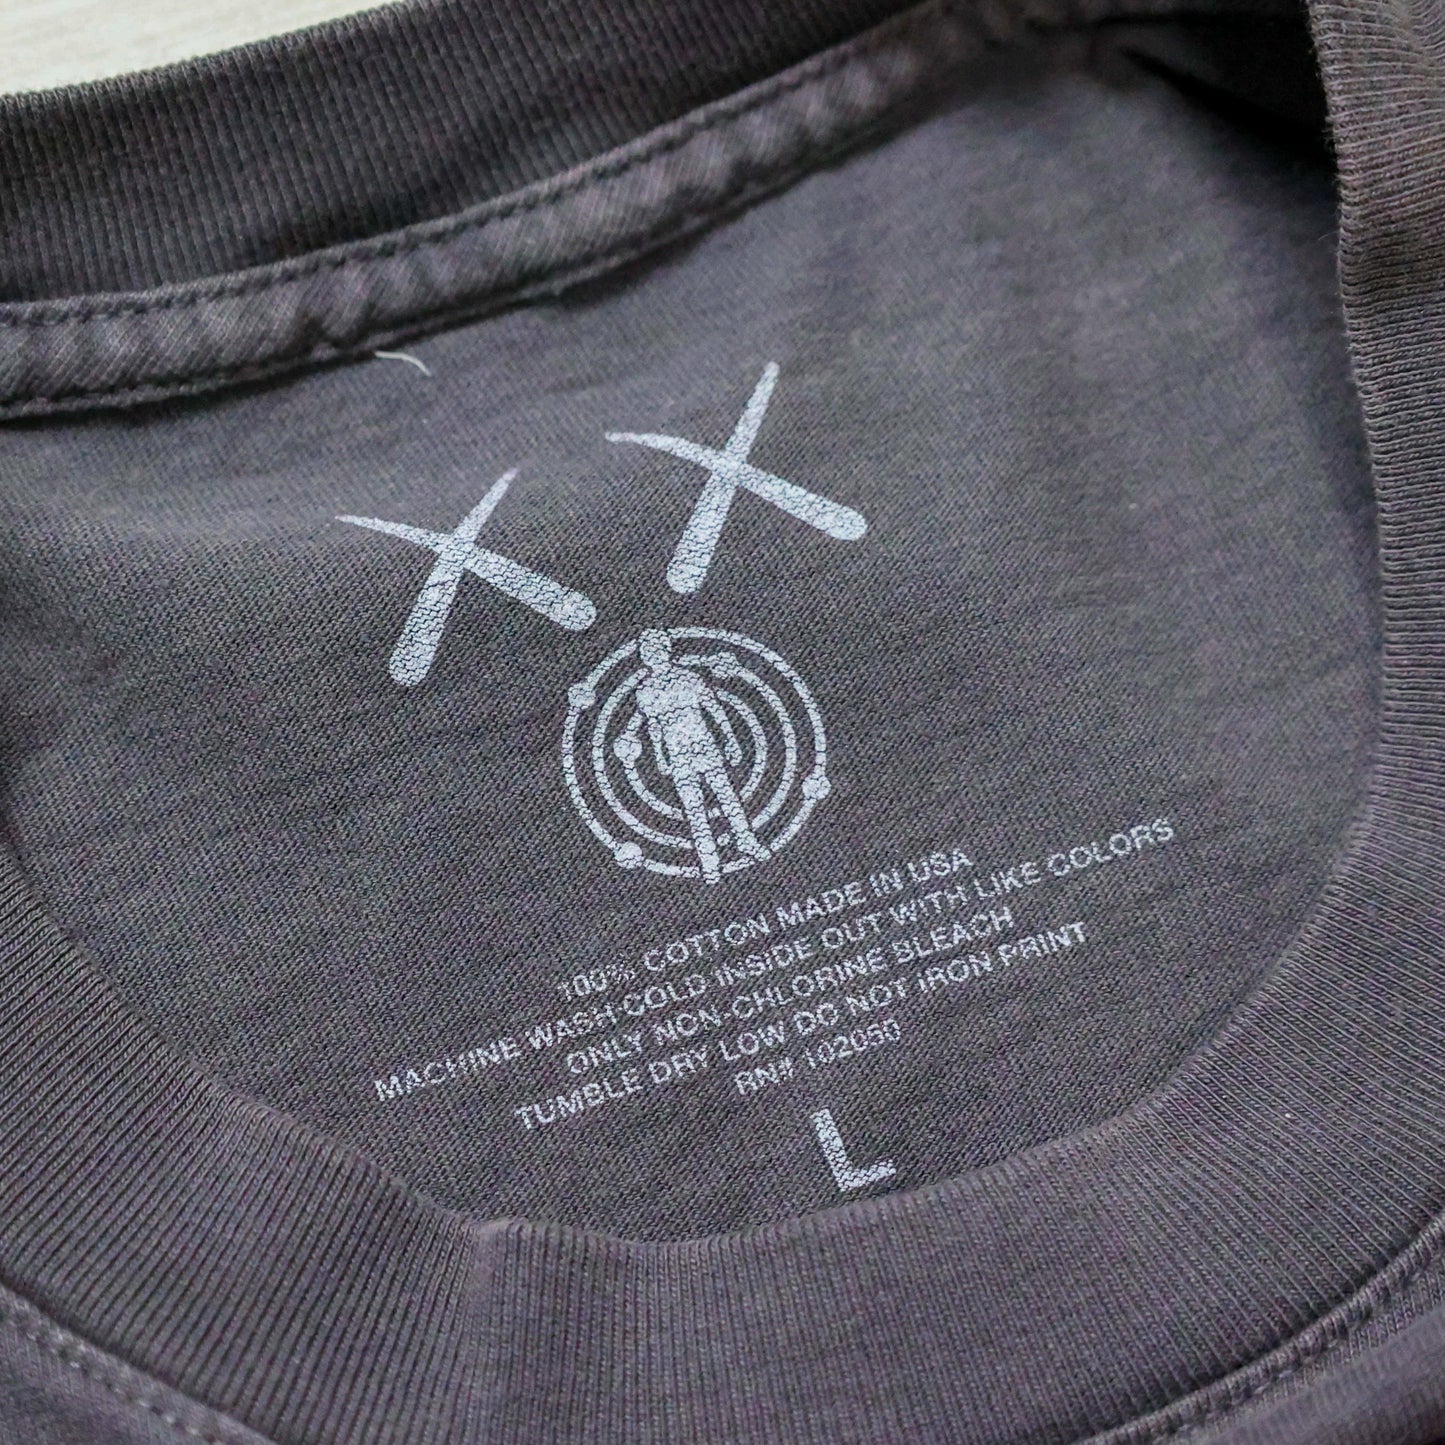 XX
100% COTTON MADE IN USA
MACHINE WASH COLD INSIDE OUT WITH LIKE COLORS
ONLY NON-CHLORINE BLEACH
TUMBLE DRY LOW DO NOT IRON PRINT
RN# 102050
L